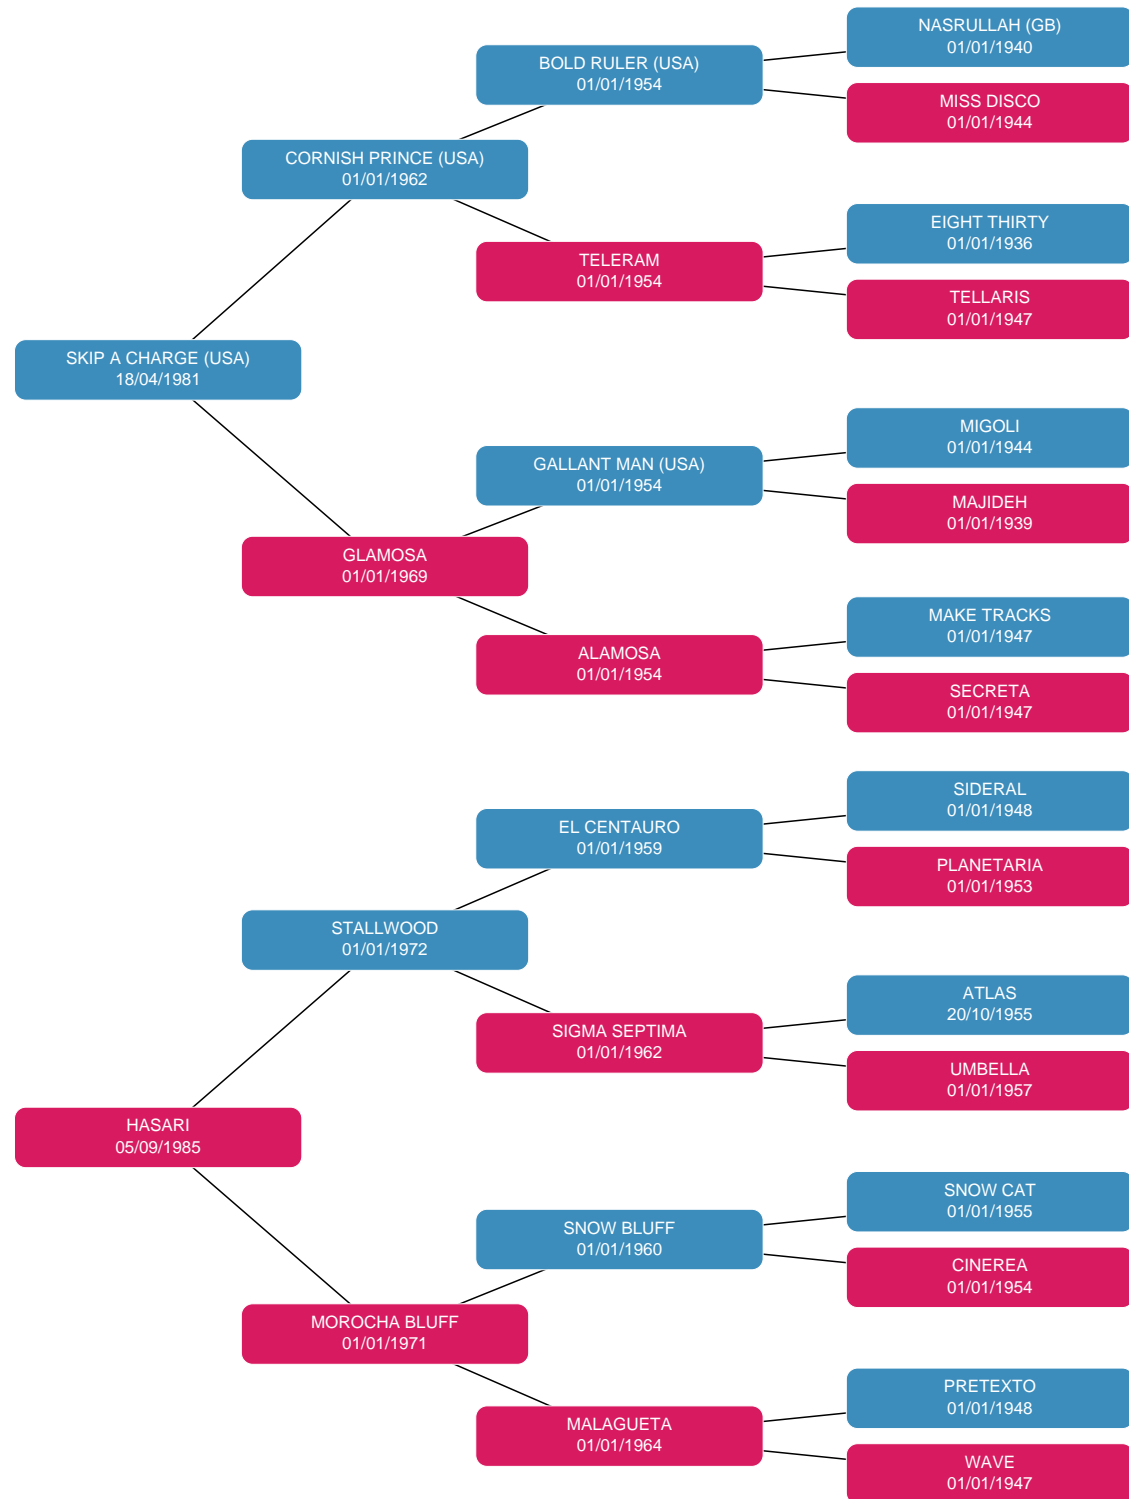 NASRULLAH (GB)
01/01/1940
BOLD RULER (USA)
01/01/1954
MISS DISCO
01/01/1944
CORNISH PRINCE (USA)
01/01/1962
EIGHT THIRTY
01/01/1936
TELERAM
01/01/1954
TELLARIS
01/01/1947
SKIP A CHARGE (USA)
18/04/1981
MIGOLI
01/01/1944
GALLANT MAN (USA)
01/01/1954
MAJIDEH
01/01/1939
GLAMOSA
01/01/1969
MAKE TRACKS
01/01/1947
ALAMOSA
01/01/1954
SECRETA
01/01/1947
SIDERAL
01/01/1948
EL CENTAURO
01/01/1959
PLANETARIA
01/01/1953
STALLWOOD
01/01/1972
ATLAS
20/10/1955
SIGMA SEPTIMA
01/01/1962
UMBELLA
01/01/1957
HASARI
05/09/1985
SNOW CAT
01/01/1955
SNOW BLUFF
01/01/1960
CINEREA
01/01/1954
MOROCHA BLUFF
01/01/1971
PRETEXTO
01/01/1948
MALAGUETA
01/01/1964
WAVE
01/01/1947